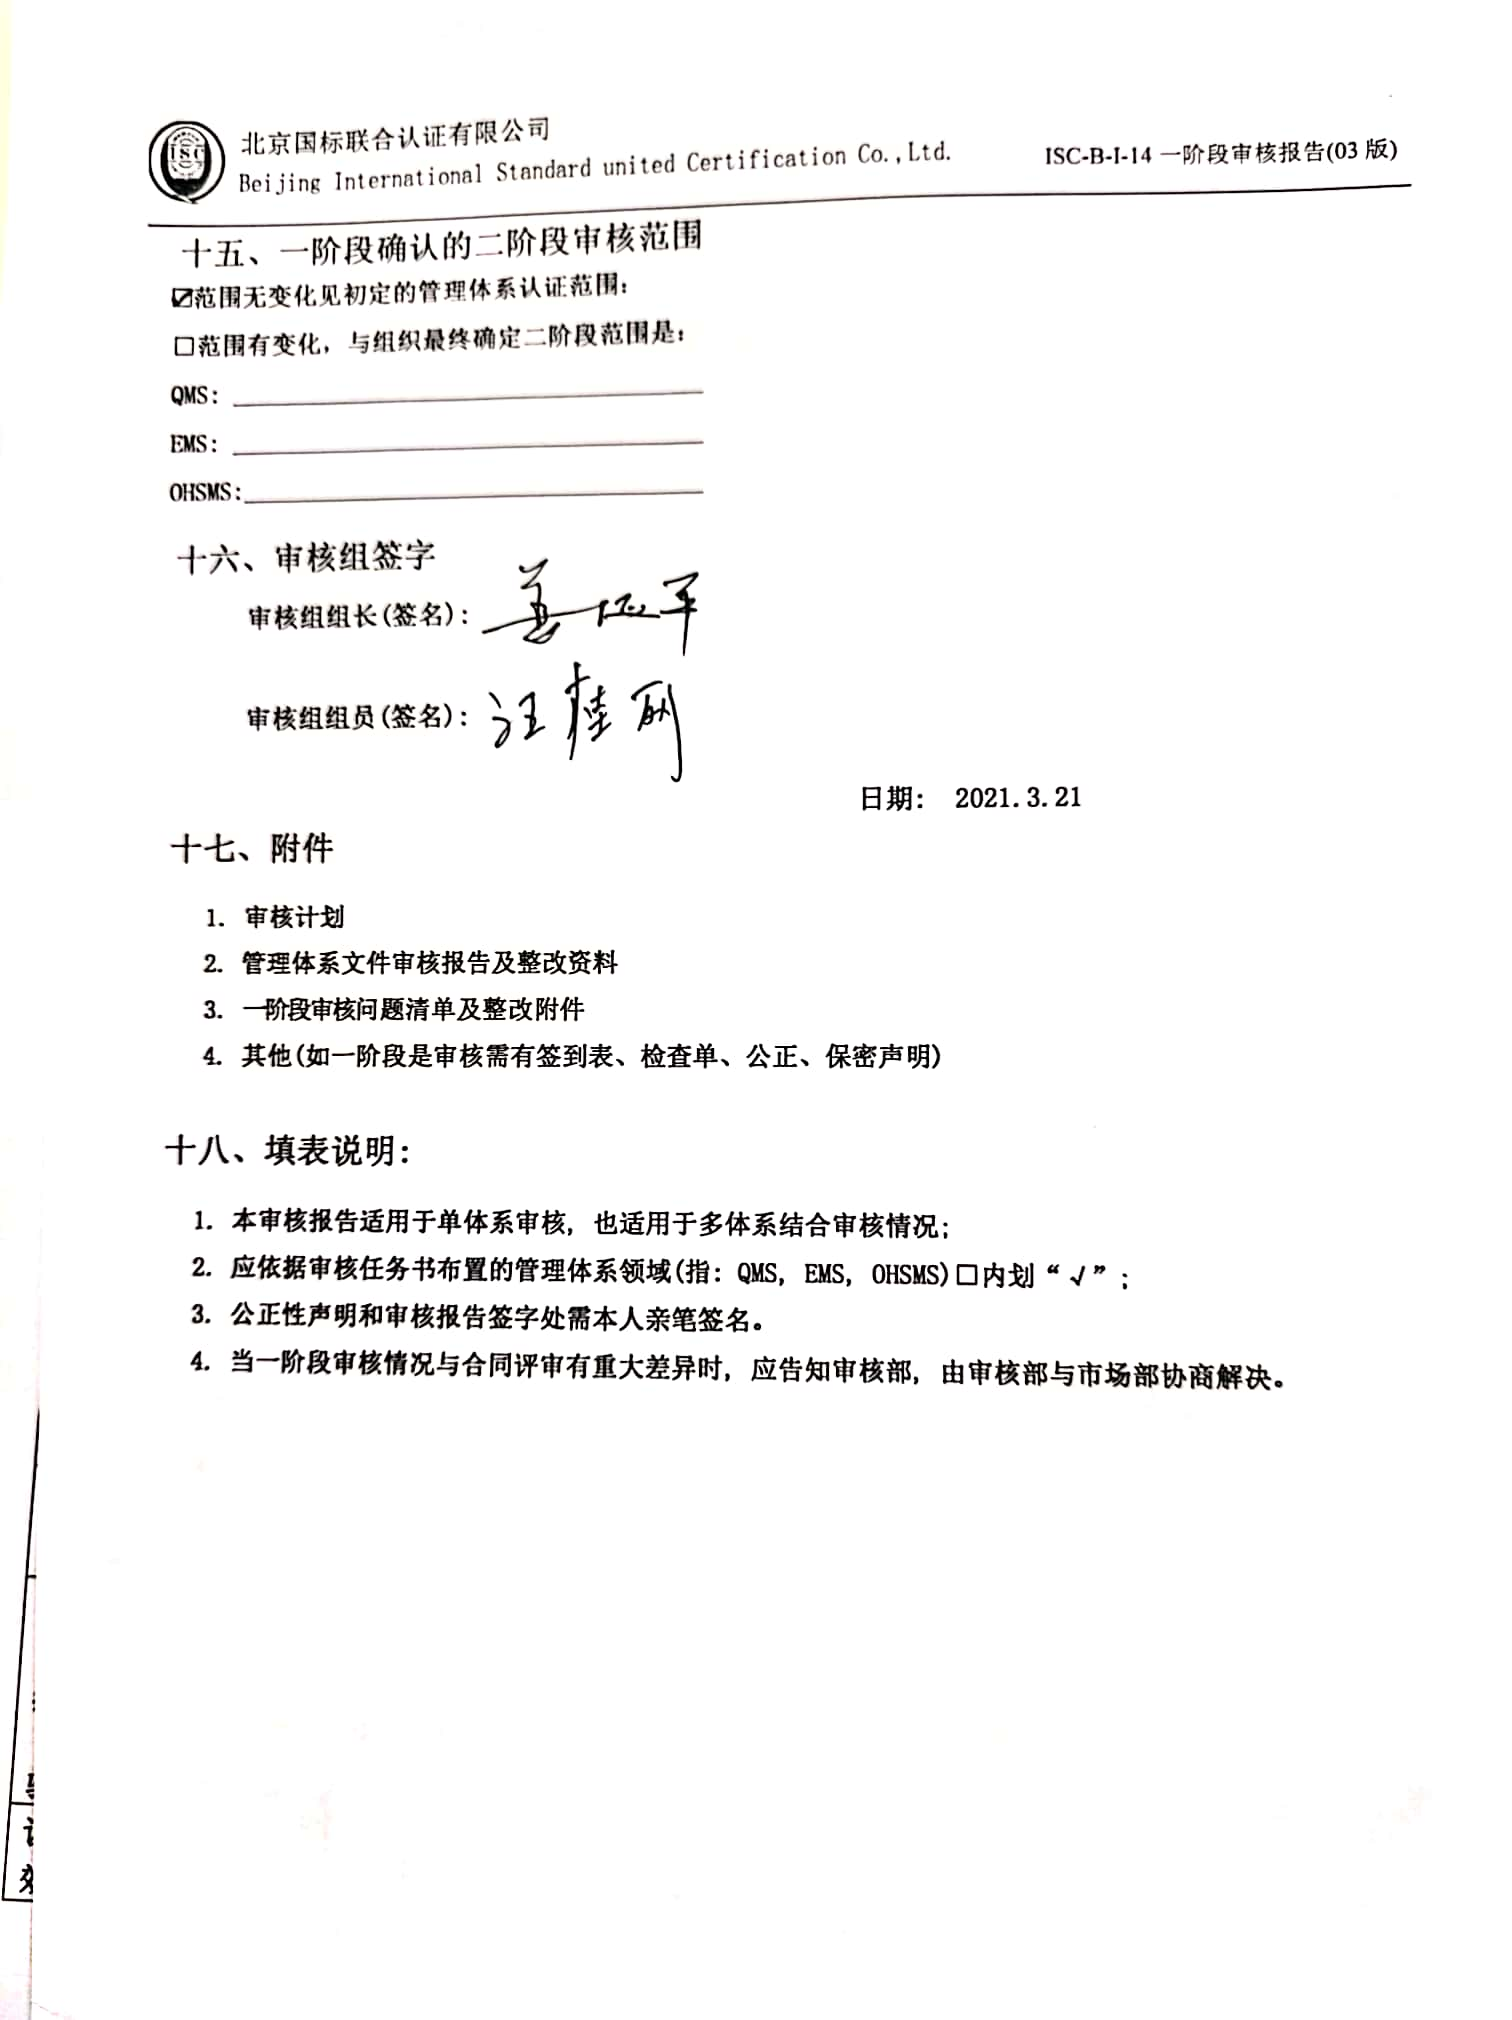 北京国标联合认证有限公司
Beijing International Standard united Certification Co.,Ltd.
ISC-B-I-14 一阶段审核报告(03 版)
ISC
十五、一阶段确认的二阶段审核范围
☑范围无变化见初定的管理体系认证范围：
□范围有变化，与组织最终确定二阶段范围是：
QMS：
EMS：
OHSMS：
十六、审核组签字
审核组组长(签名)：
审核组组员(签名)：汪桂丽
日期： 2021.3.21
十七、附件
1. 审核计划
2. 管理体系文件审核报告及整改资料
3. 一阶段审核问题清单及整改附件
4. 其他(如一阶段是审核需有签到表、检查单、公正、保密声明)
十八、填表说明：
1. 本审核报告适用于单体系审核，也适用于多体系结合审核情况；
2. 应依据审核任务书布置的管理体系领域(指：QMS，EMS，OHSMS)□内划“√”；
3. 公正性声明和审核报告签字处需本人亲笔签名。
4. 当一阶段审核情况与合同评审有重大差异时，应告知审核部，由审核部与市场部协商解决。